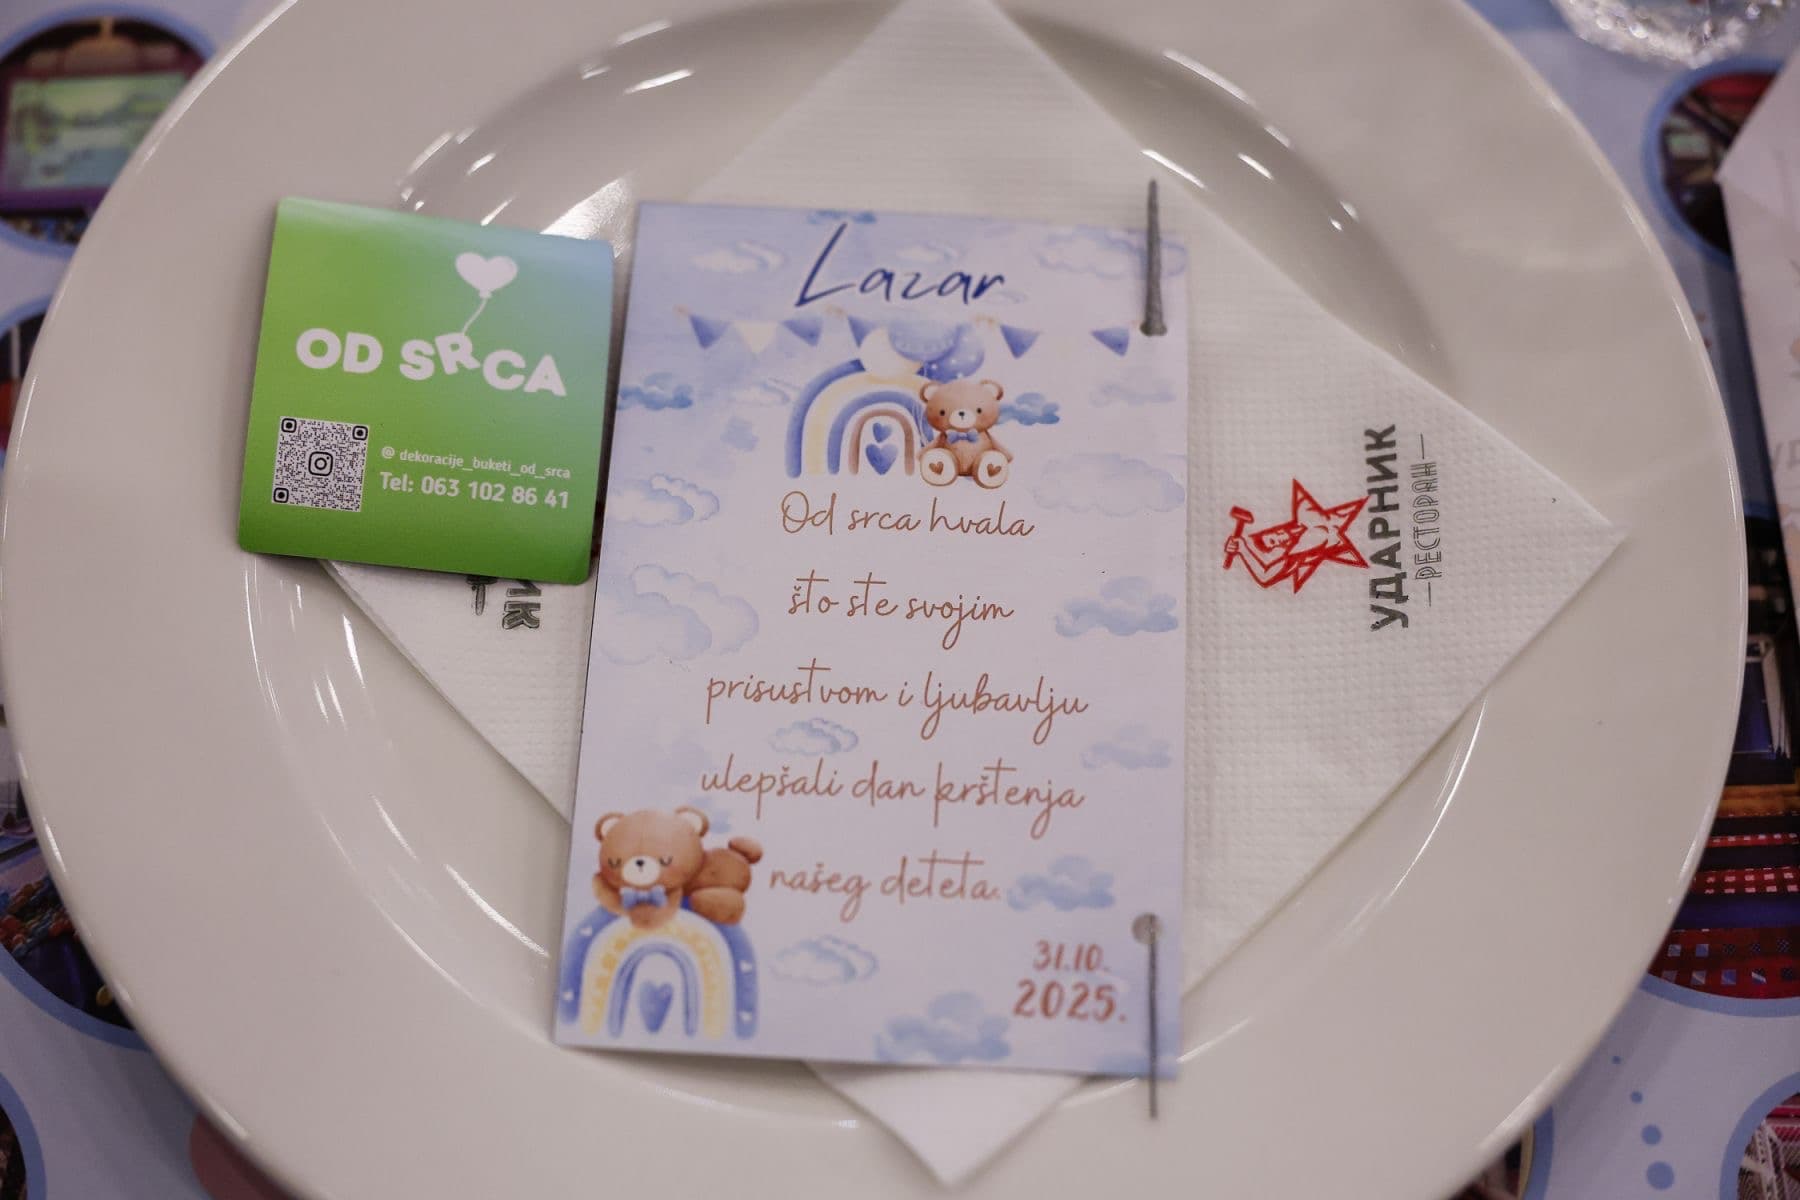 OD SRCA
@ dekoracije_buketi_od_srca
Tel: 063 102 86 41
Lazar
Od srca hvala
što ste svojim
prisustvom i ljubavlju
ulepšali dan krštenja
našeg deteta.
31.10.
2025.
УДАРНИК
РЕСТОРАН
ИК